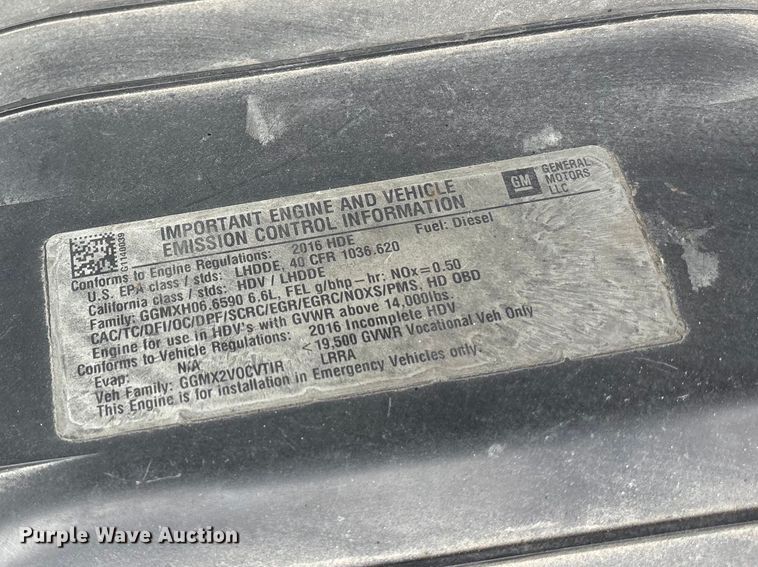 IMPORTANT ENGINE AND VEHICLE
EMISSION CONTROL INFORMATION
GM
GENERAL
MOTORS
LLC
Conforms to Engine Regulations: 2016 HDE Fuel: Diesel
U.S. EPA class / stds: LHDDE, 40 CFR 1036.620
California class / stds: HDV / LHDDE
Family: GGMXH06.6590 6.6L, FEL g/bhp-hr: NOx=0.50
CAC/TC/DFI/OC/DPF/SCRC/EGR/EGRC/NOXS/PMS, HD OBD
Engine for use in HDV's with GVWR above 14,000lbs.
Conforms to Vehicle Regulations: 2016 Incomplete HDV
Evap: N/A <19,500 GVWR Vocational Veh Only
Veh Family: GGMX2VOCVTIR LRRA
This Engine is for installation in Emergency Vehicles only.
Purple Wave Auction